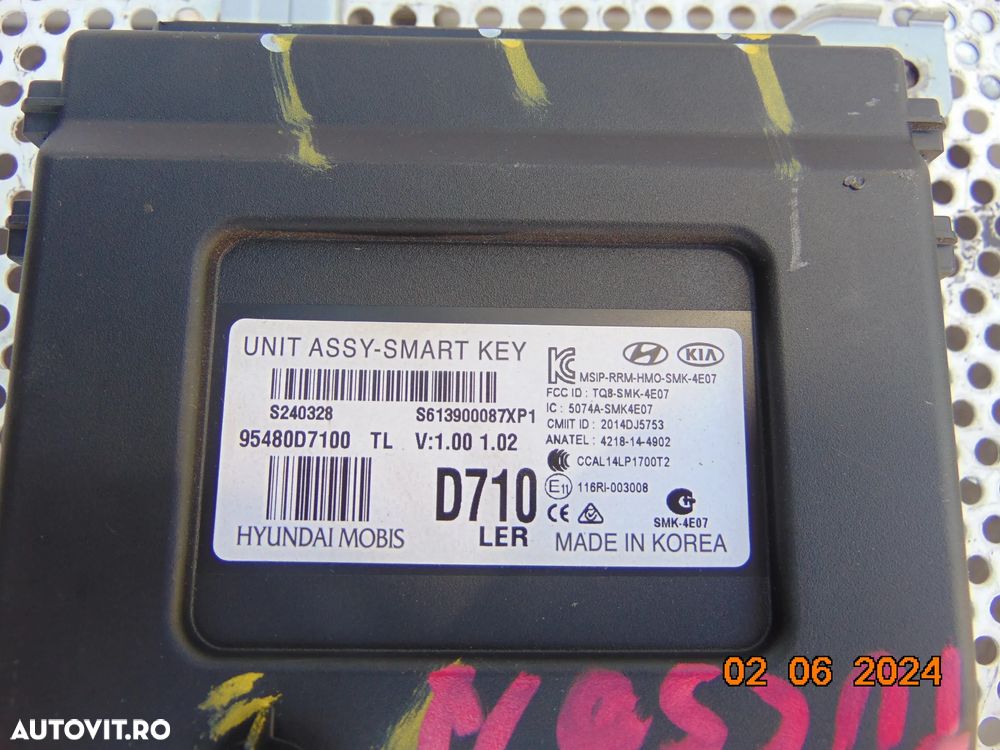 UNIT ASSY-SMART KEY
S240328 S613900087XP1
95480D7100 TL V:1.00 1.02
D710
LER
HYUNDAI MOBIS
KIA
MSIP-RRM-HMO-SMK-4E07
FCC ID : TQ8-SMK-4E07
IC : 5074A-SMK4E07
CMIIT ID : 2014DJ5753
ANATEL : 4218-14-4902
CCAL14LP1700T2
E11 116RI-003008
CE
SMK-4E07
MADE IN KOREA
TUCSON
02 06 2024
AUTOVIT.RO